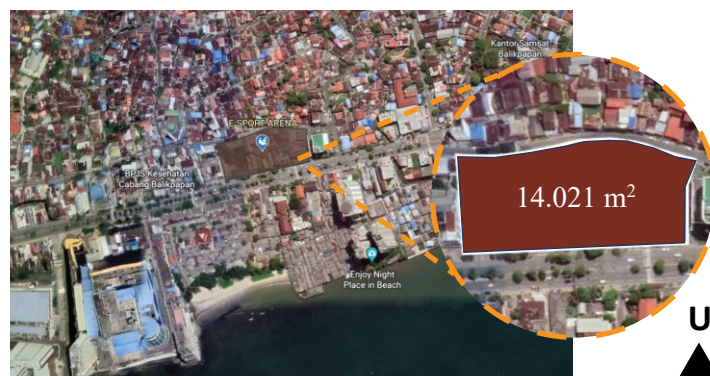 Kantor Samsat
Balikpapan
E-SPORT ARENA
BPJS Kesehatan
Cabang Balikpapan
14.021 m²
Enjoy Night
Place in Beach
U